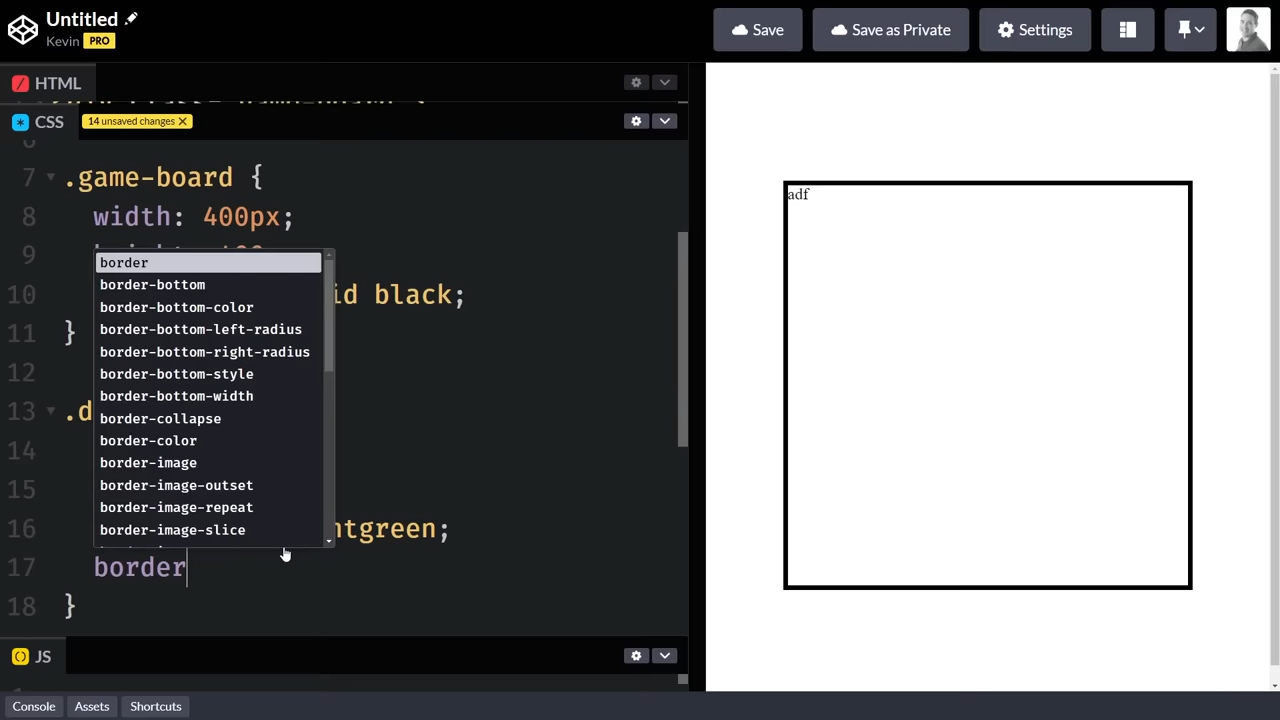 Untitled
Kevin PRO
Save
Save as Private
Settings
HTML
CSS
14 unsaved changes ×
6
7 .game-board {
8 width: 400px;
9
10 id black;
11 }
12
13 .d
14
15
16 ntgreen;
17 border
18 }
border
border-bottom
border-bottom-color
border-bottom-left-radius
border-bottom-right-radius
border-bottom-style
border-bottom-width
border-collapse
border-color
border-image
border-image-outset
border-image-repeat
border-image-slice
JS
Console
Assets
Shortcuts
adf